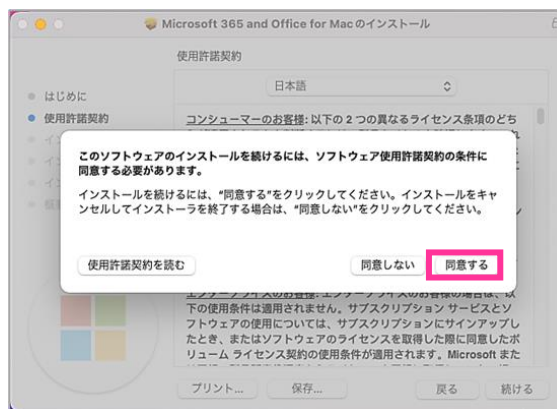 Microsoft 365 and Office for Mac のインストール
使用許諾契約
日本語
はじめに
使用許諾契約
コンシューマーのお客様: 以下の 2 つの異なるライセンス条項のどち
このソフトウェアのインストールを続けるには、ソフトウェア使用許諾契約の条件に
同意する必要があります。
インストールを続けるには、“同意する”をクリックしてください。インストールをキャ
ンセルしてインストーラを終了する場合は、“同意しない”をクリックしてください。
使用許諾契約を読む
同意しない
同意する
下の使用条件は適用されません。サブスクリプション サービスとソ
フトウェアの使用については、サブスクリプションにサインアップし
たとき、またはソフトウェアのライセンスを取得した際に同意したボ
リューム ライセンス契約の使用条件が適用されます。Microsoft また
プリント...
保存...
戻る
続ける